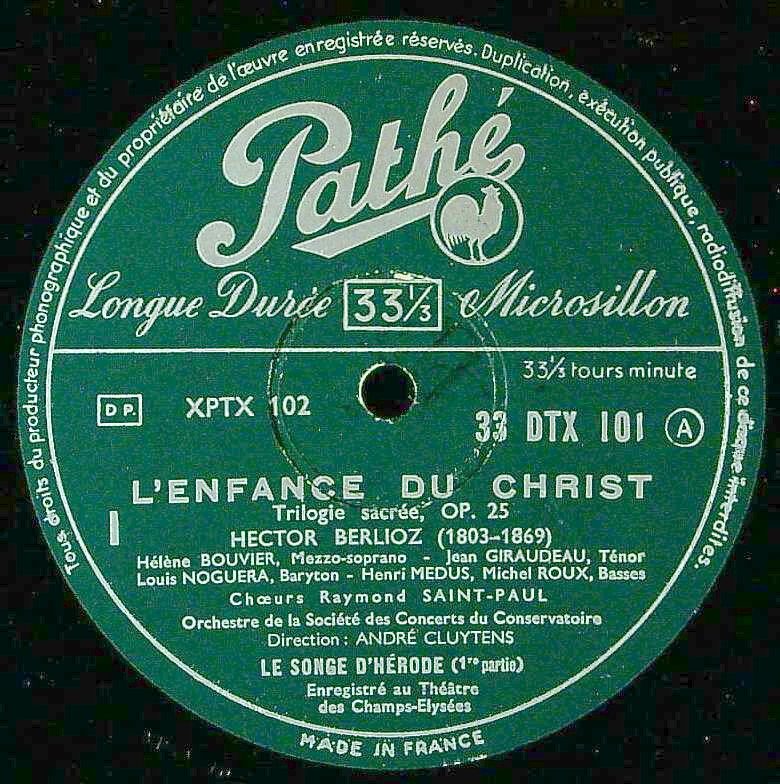 Tous droits du producteur phonographique et du propriétaire de l'œuvre enregistrée réservés. Duplication, exécution publique, radiodiffusion de ce disque interdites.
Pathé
Longue Durée 33⅓ Microsillon
33⅓ tours minute
DP XPTX 102 33 DTX 101 A
L'ENFANCE DU CHRIST
Trilogie sacrée, OP. 25
I HECTOR BERLIOZ (1803-1869)
Hélène BOUVIER, Mezzo-soprano - Jean GIRAUDEAU, Ténor
Louis NOGUERA, Baryton - Henri MEDUS, Michel ROUX, Basses
Chœurs Raymond SAINT-PAUL
Orchestre de la Société des Concerts du Conservatoire
Direction : ANDRÉ CLUYTENS
LE SONGE D'HÉRODE (1re partie)
Enregistré au Théâtre
des Champs-Elysées
MADE IN FRANCE